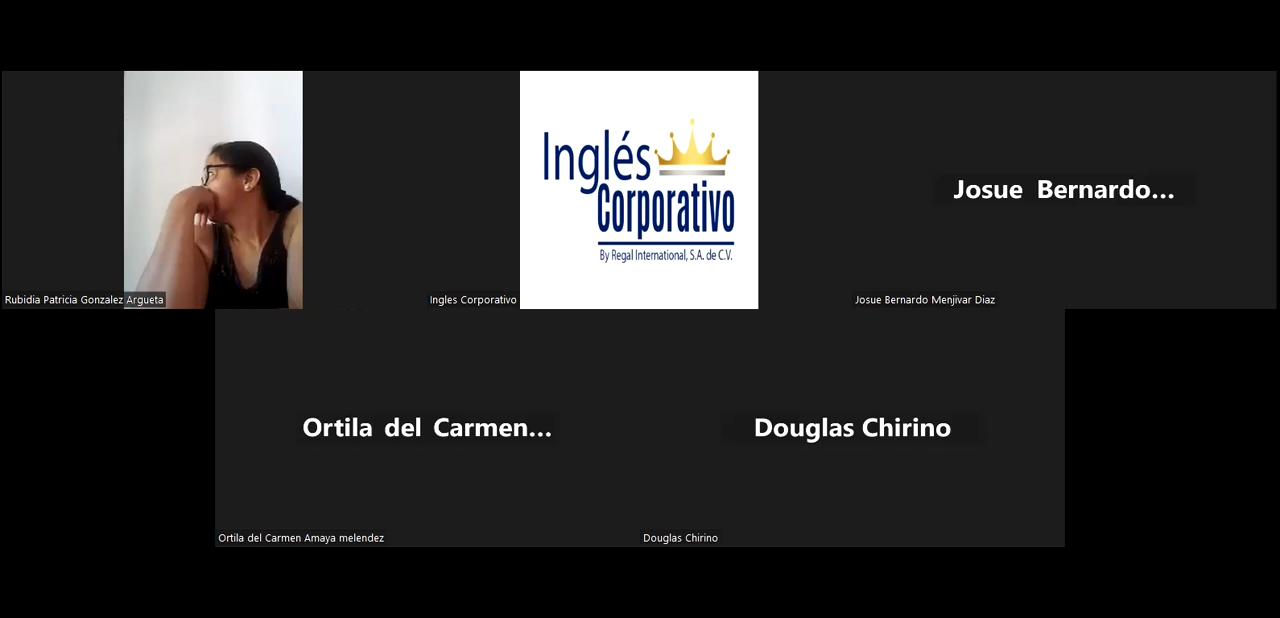 Inglés
Corporativo
By Regal International, S.A. de C.V.
Josue Bernardo...
Rubidia Patricia Gonzalez Argueta
Ingles Corporativo
Josue Bernardo Menjivar Diaz
Ortila del Carmen...
Douglas Chirino
Ortila del Carmen Amaya melendez
Douglas Chirino